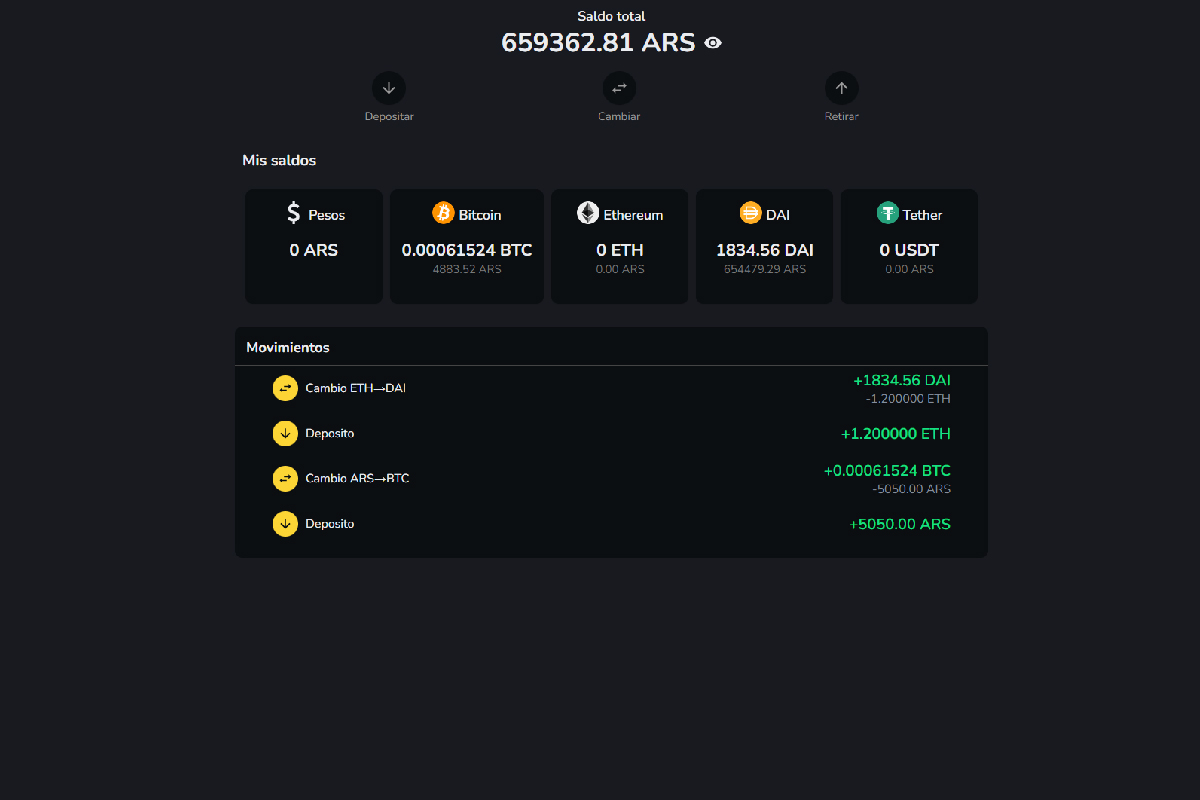 Saldo total
659362.81 ARS
Depositar Cambiar Retirar
Mis saldos
Pesos Bitcoin Ethereum DAI Tether
0 ARS 0.00061524 BTC 0 ETH 1834.56 DAI 0 USDT
4883.52 ARS 0.00 ARS 654479.29 ARS 0.00 ARS
Movimientos
Cambio ETH→DAI +1834.56 DAI
-1.200000 ETH
Deposito +1.200000 ETH
Cambio ARS→BTC +0.00061524 BTC
-5050.00 ARS
Deposito +5050.00 ARS